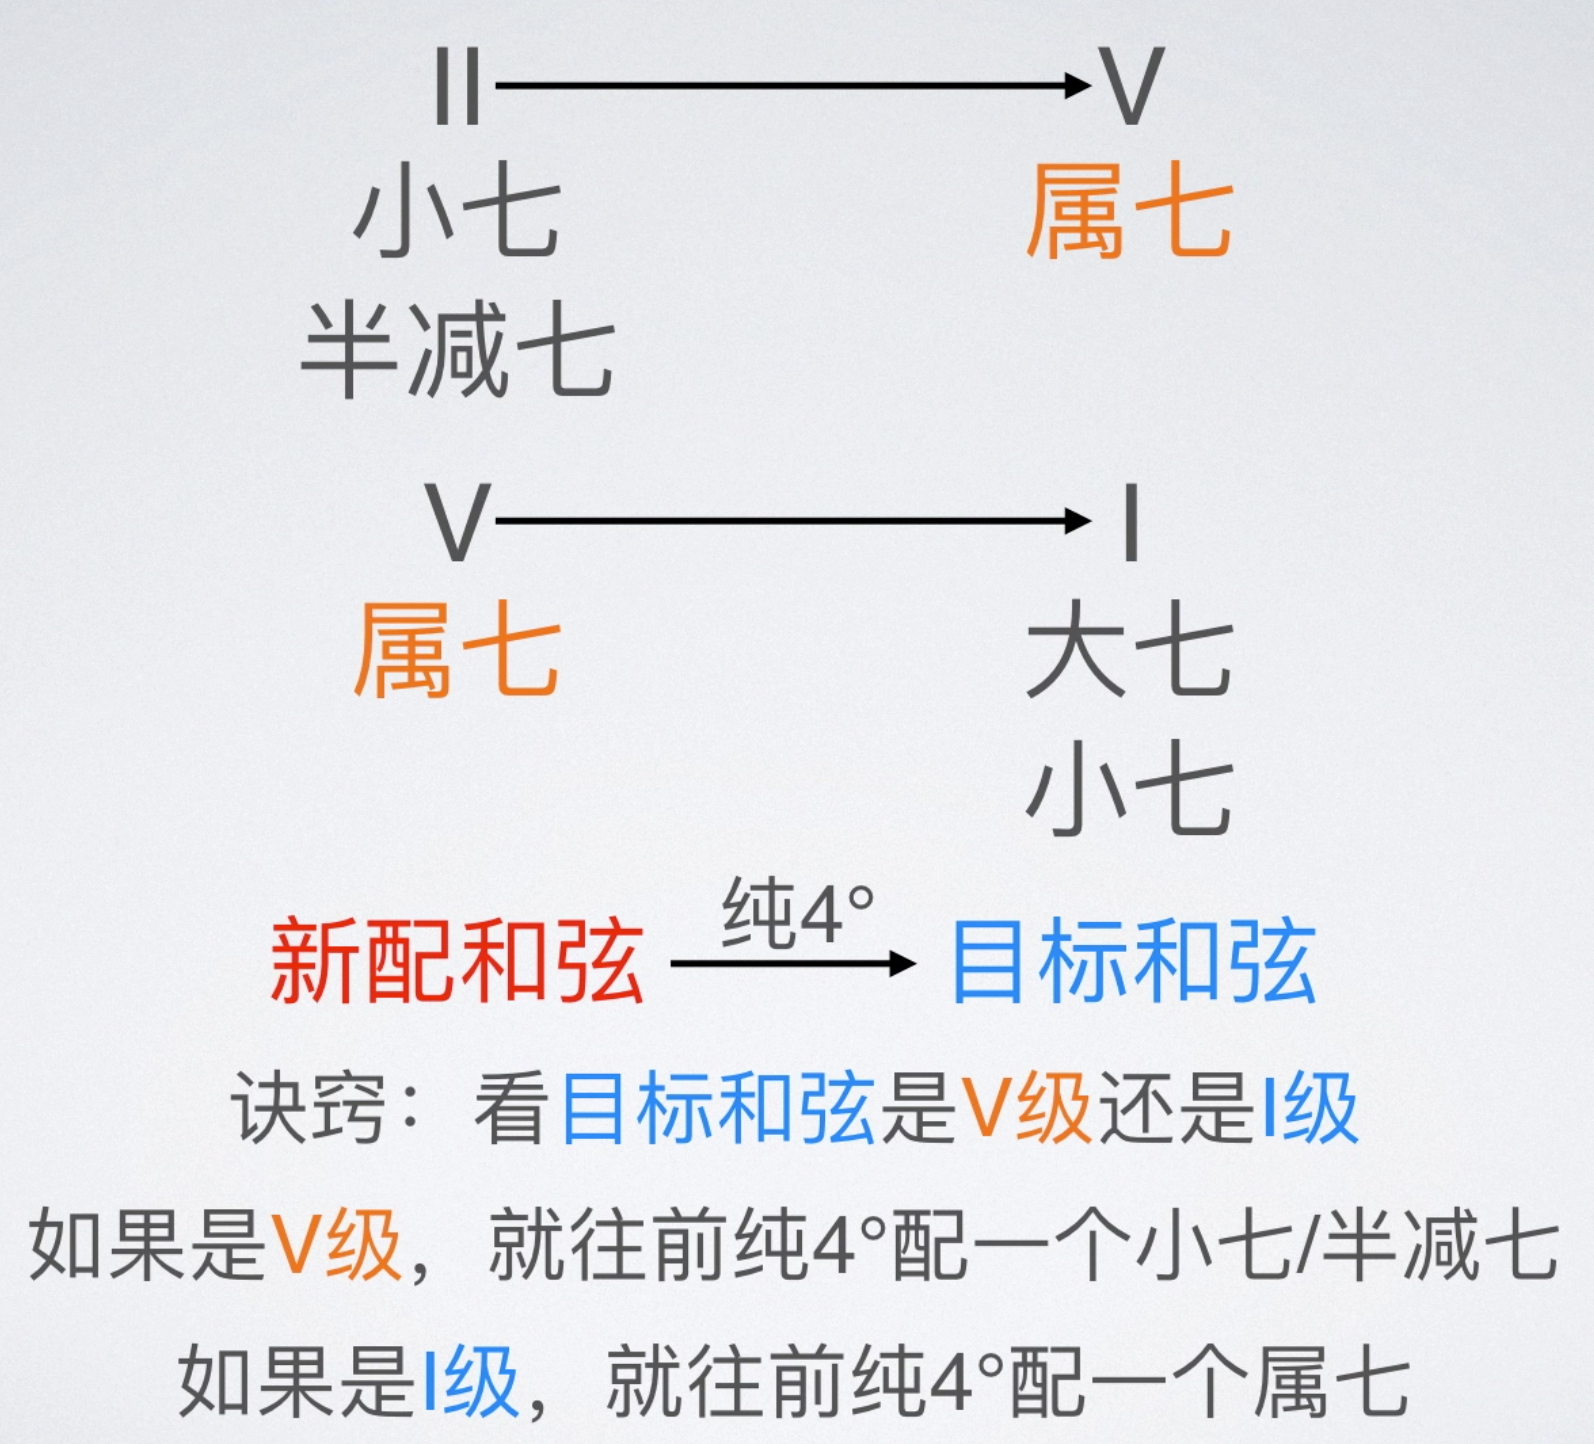 II V
小七 属七
半减七
V I
属七 大七
小七
纯4°
新配和弦 目标和弦
诀窍：看目标和弦是V级还是I级
如果是V级，就往前纯4°配一个小七/半减七
如果是I级，就往前纯4°配一个属七